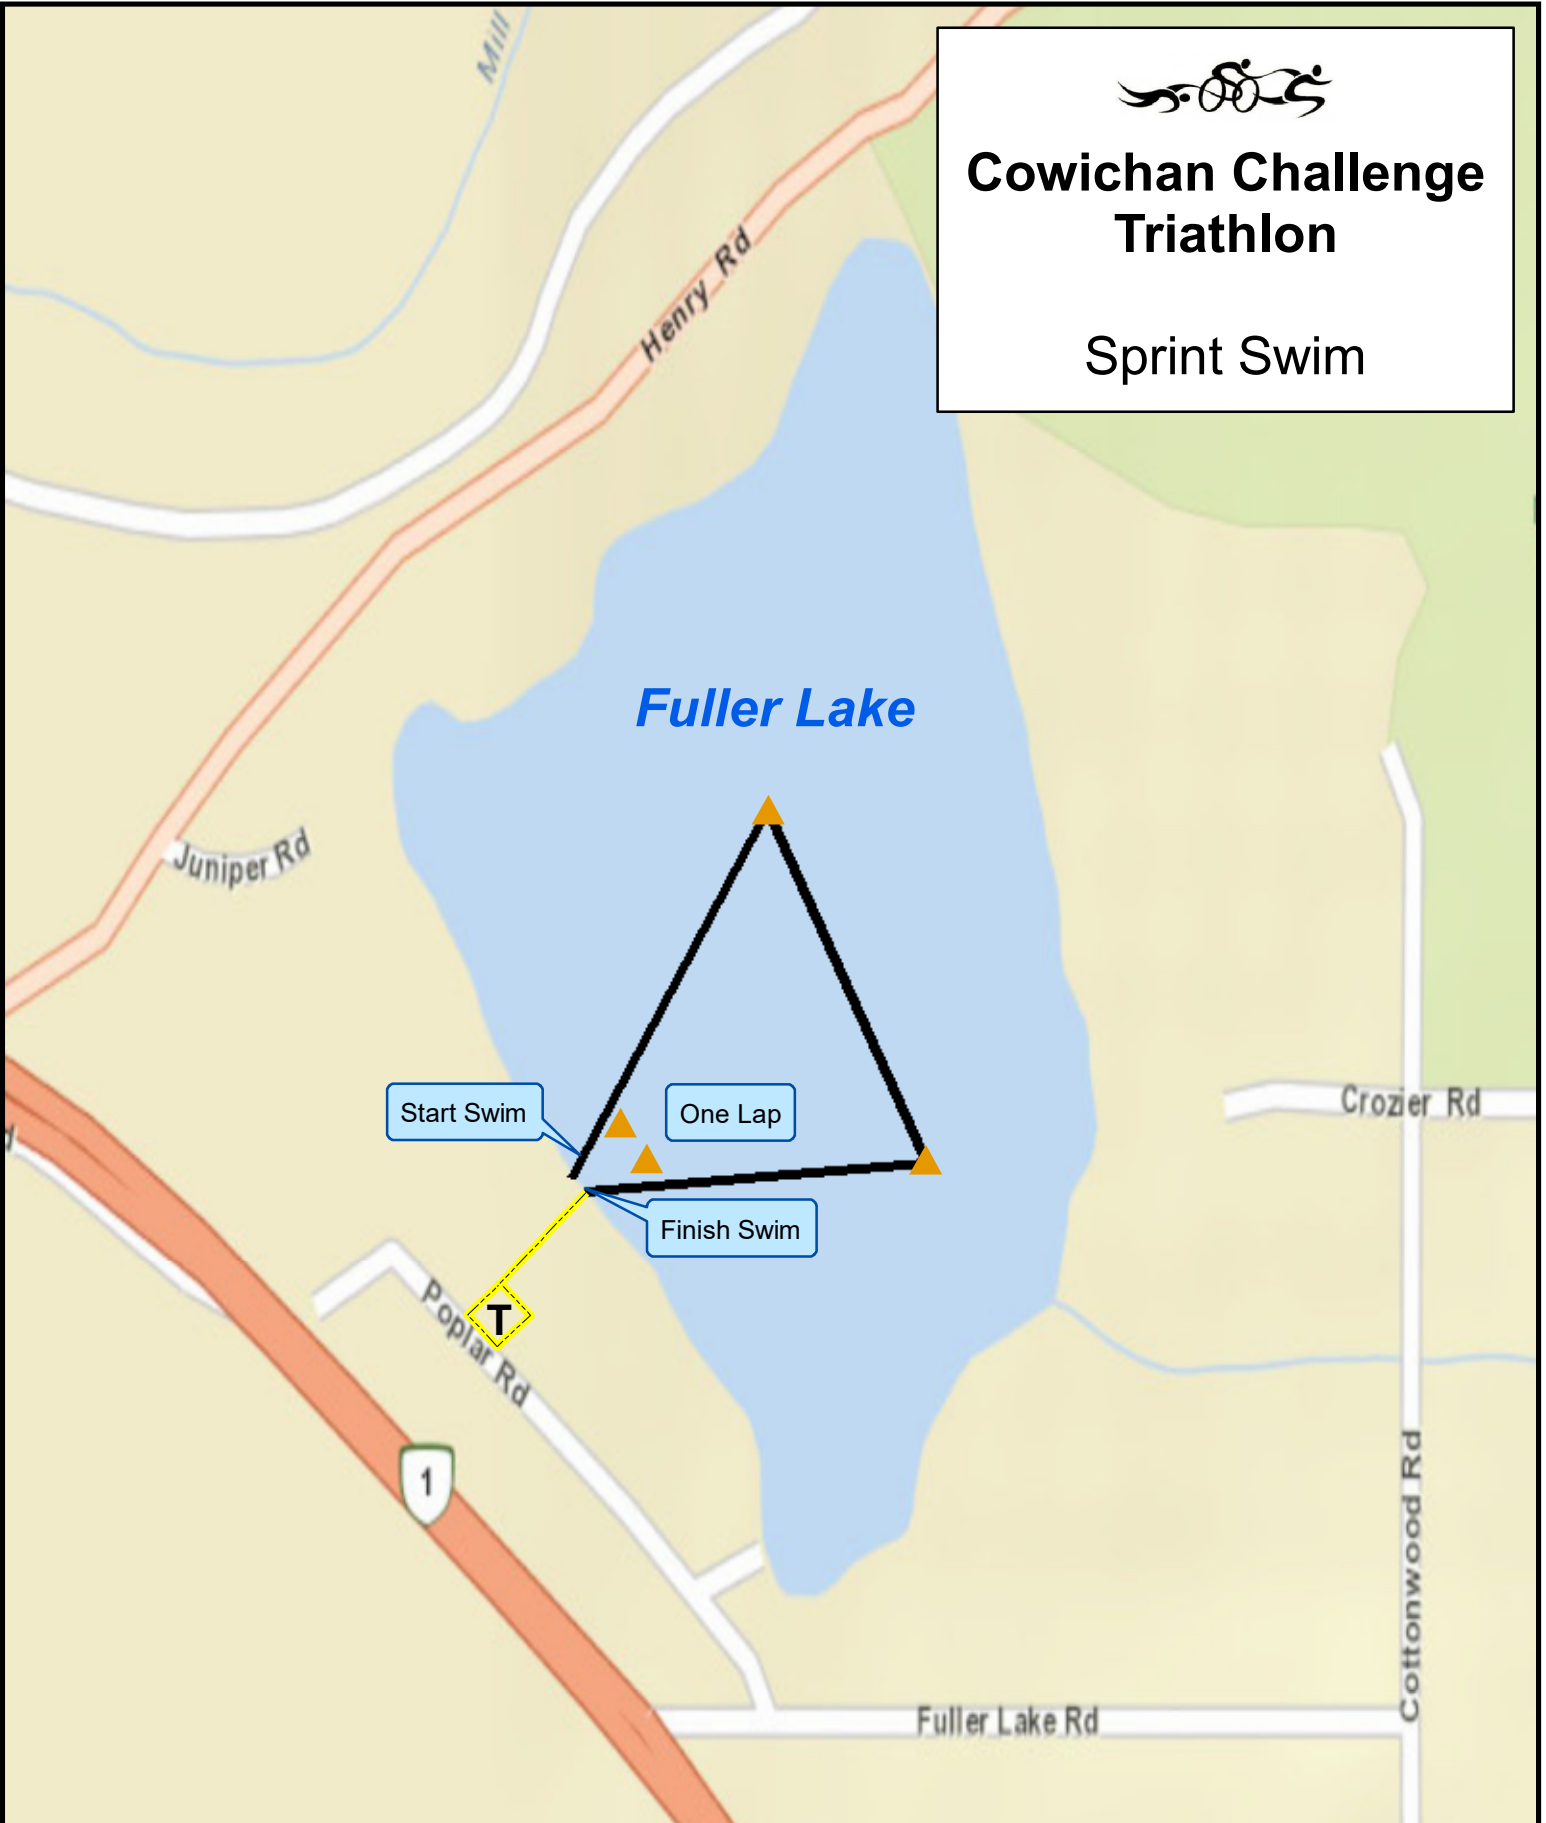 Mill
Cowichan Challenge
Triathlon
Sprint Swim
Henry Rd
Fuller Lake
Juniper Rd
Start Swim
One Lap
Crozier Rd
Finish Swim
T
Poplar Rd
1
Cottonwood Rd
Fuller Lake Rd